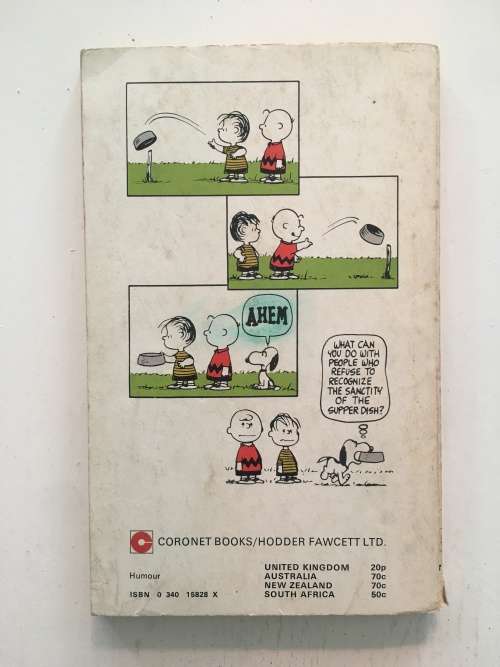 AHEM
WHAT CAN
YOU DO WITH
PEOPLE WHO
REFUSE TO
RECOGNIZE
THE SANCTITY
OF THE
SUPPER DISH?
CORONET BOOKS/HODDER FAWCETT LTD.
UNITED KINGDOM 20p
Humour AUSTRALIA 70c
NEW ZEALAND 70c
ISBN 0 340 15828 X SOUTH AFRICA 50c